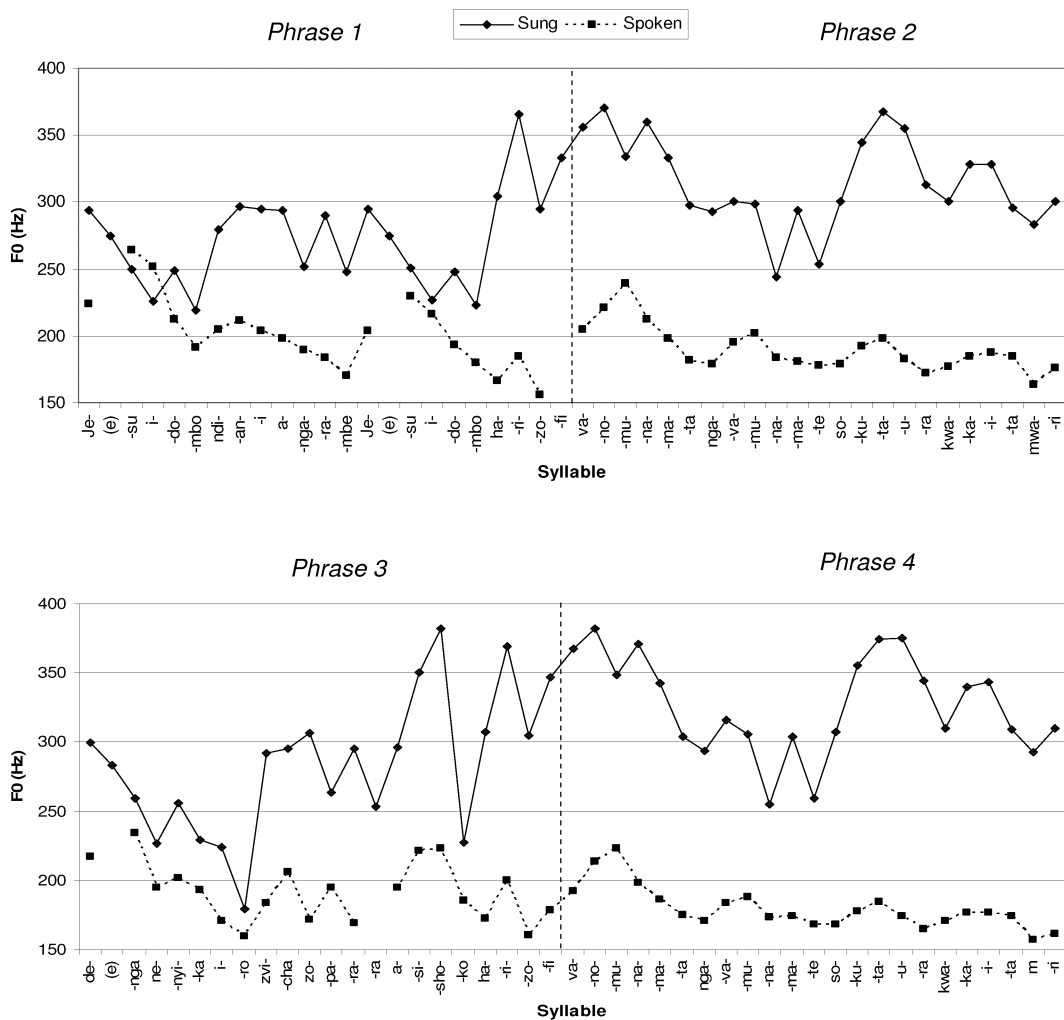 Phrase 1
Sung Spoken
Phrase 2
400
350
300
250
200
150
F0 (Hz)
Je- (e) -su i- -do- -mbo ndi- -an- -i a- -nga- -ra- -mbe Je- (e) -su i- -do- -mbo ha- -ri- -zo- -fi va- -no- -mu- -na- -ma- -ta nga- -va- -mu- -na- -ma- -te so- -ku- -ta- -u- -ra kwa- -ka- -i- -ta mwa- -ri
Syllable
Phrase 3
Phrase 4
400
350
300
250
200
150
F0 (Hz)
de- (e) -nga ne- -nyi- -ka i- -ro zvi- -cha- zo- -pa- -ra- -ra a- -si- -sho- -ko ha- -ri- -zo- -fi va- -no- -mu- -na- -ma- -ta nga- -va- -mu- -na- -ma- -te so- -ku- -ta- -u- -ra kwa- -ka- -i- -ta m -ri
Syllable